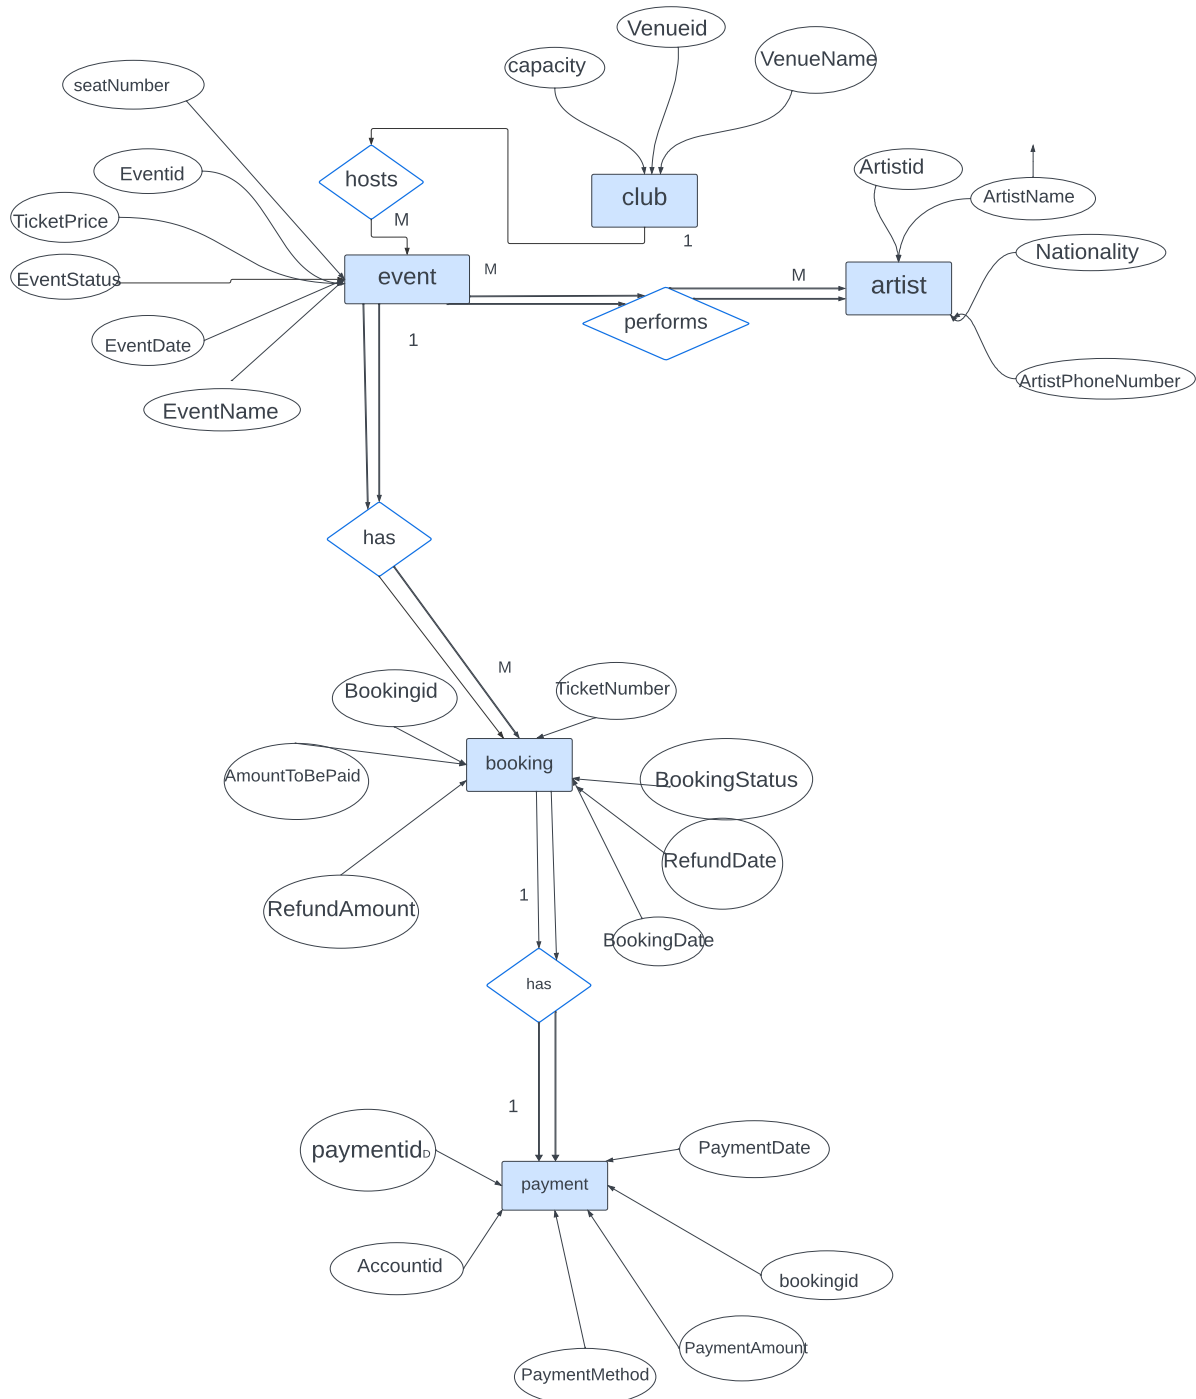 Venueid
capacity
VenueName
seatNumber
Eventid
hosts
club
Artistid
ArtistName
TicketPrice
M
1
Nationality
EventStatus
event
M
M
artist
performs
EventDate
1
ArtistPhoneNumber
EventName
has
M
Bookingid
TicketNumber
booking
AmountToBePaid
BookingStatus
RefundDate
1
RefundAmount
BookingDate
has
1
paymentidD
PaymentDate
payment
Accountid
bookingid
PaymentMethod
PaymentAmount